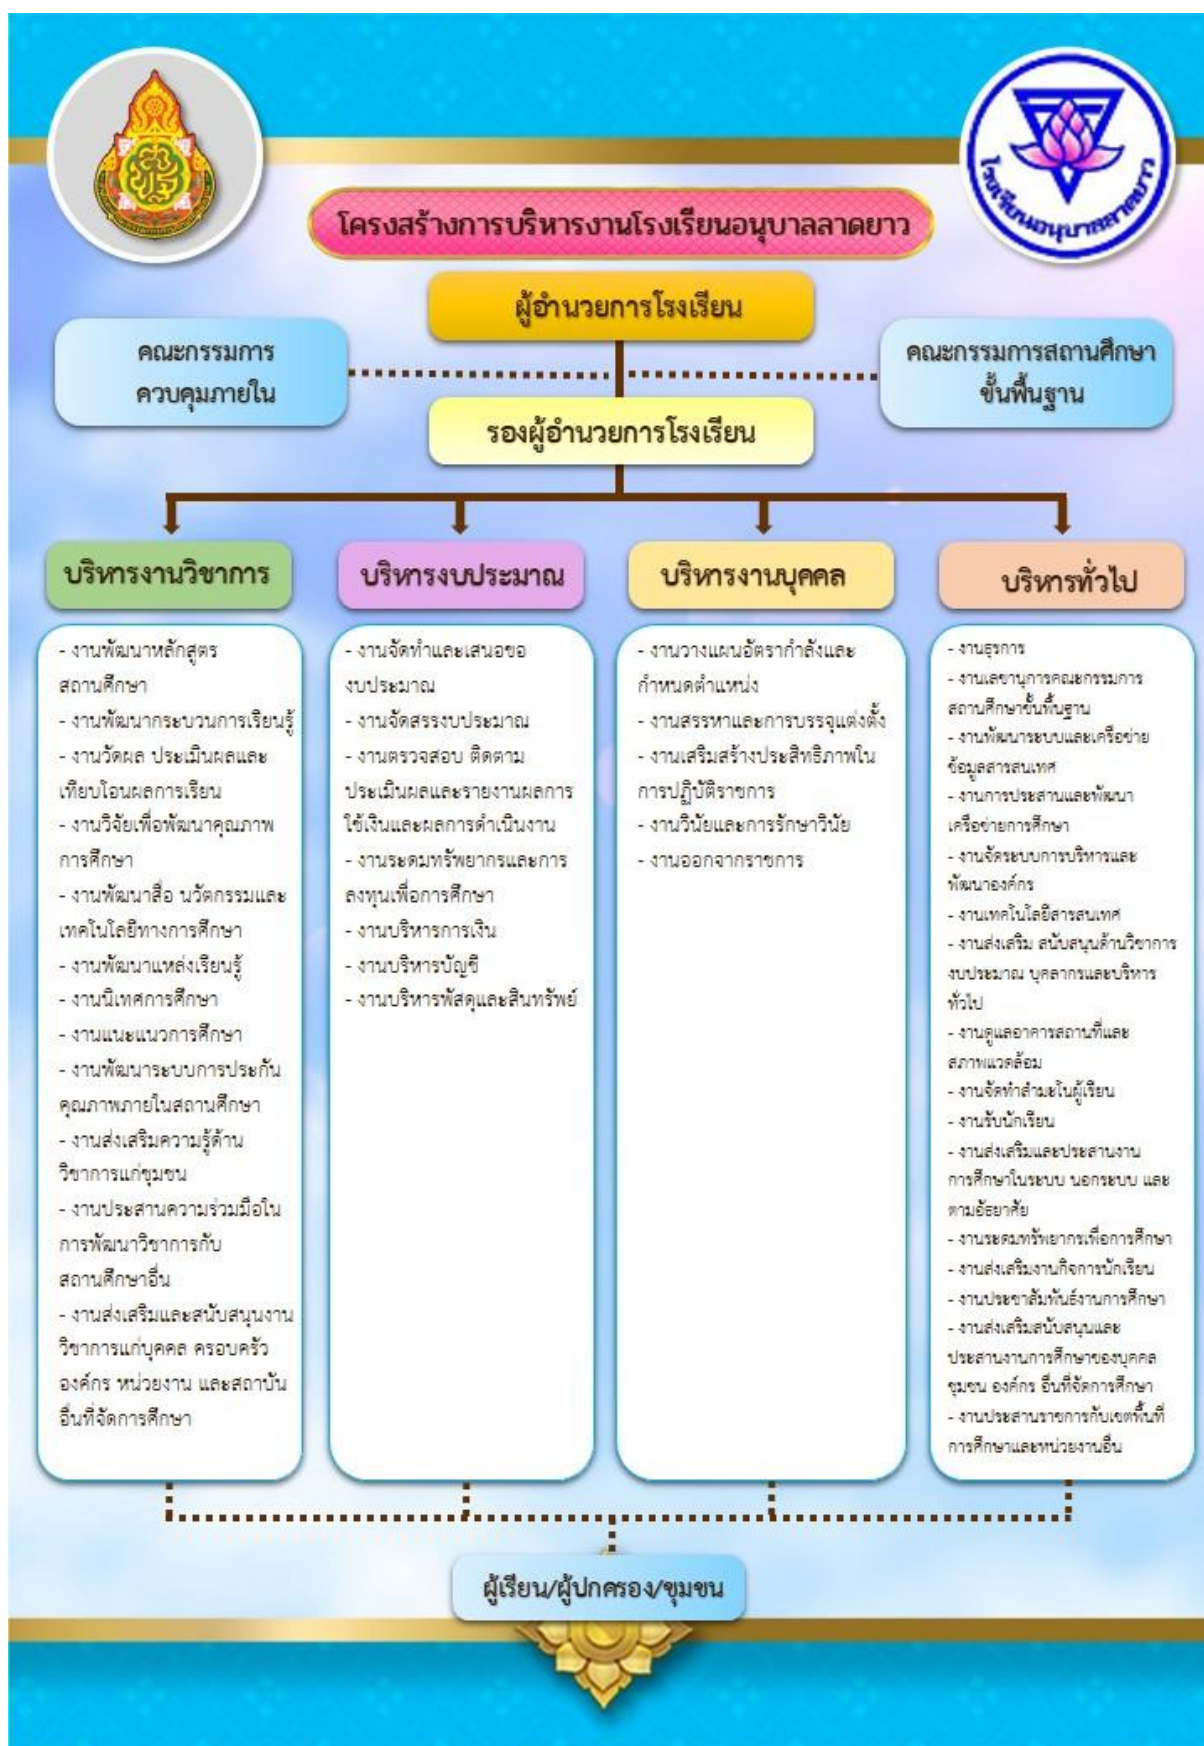 โรงเรียนอนุบาลลาดยาว
โครงสร้างการบริหารงานโรงเรียนอนุบาลลาดยาว
ผู้อำนวยการโรงเรียน
คณะกรรมการ
ควบคุมภายใน
คณะกรรมการสถานศึกษา
ขั้นพื้นฐาน
รองผู้อำนวยการโรงเรียน
บริหารงานวิชาการ
- งานพัฒนาหลักสูตร
สถานศึกษา
- งานพัฒนากระบวนการเรียนรู้
- งานวัดผล ประเมินผลและ
เทียบโอนผลการเรียน
- งานวิจัยเพื่อพัฒนาคุณภาพ
การศึกษา
- งานพัฒนาสื่อ นวัตกรรมและ
เทคโนโลยีทางการศึกษา
- งานพัฒนาแหล่งเรียนรู้
- งานนิเทศการศึกษา
- งานแนะแนวการศึกษา
- งานพัฒนาระบบการประกัน
คุณภาพภายในสถานศึกษา
- งานส่งเสริมความรู้ด้าน
วิชาการแก่ชุมชน
- งานประสานความร่วมมือใน
การพัฒนาวิชาการกับ
สถานศึกษาอื่น
- งานส่งเสริมและสนับสนุนงาน
วิชาการแก่บุคคล ครอบครัว
องค์กร หน่วยงาน และสถาบัน
อื่นที่จัดการศึกษา
บริหารงบประมาณ
- งานจัดทำและเสนอขอ
งบประมาณ
- งานจัดสรรงบประมาณ
- งานตรวจสอบ ติดตาม
ประเมินผลและรายงานผลการ
ใช้เงินและผลการดำเนินงาน
- งานระดมทรัพยากรและการ
ลงทุนเพื่อการศึกษา
- งานบริหารการเงิน
- งานบริหารบัญชี
- งานบริหารพัสดุและสินทรัพย์
บริหารงานบุคคล
- งานวางแผนอัตรากำลังและ
กำหนดตำแหน่ง
- งานสรรหาและการบรรจุแต่งตั้ง
- งานเสริมสร้างประสิทธิภาพใน
การปฏิบัติราชการ
- งานวินัยและการรักษาวินัย
- งานออกจากราชการ
บริหารทั่วไป
- งานธุรการ
- งานเลขานุการคณะกรรมการ
สถานศึกษาขั้นพื้นฐาน
- งานพัฒนาระบบและเครือข่าย
ข้อมูลสารสนเทศ
- งานการประสานและพัฒนา
เครือข่ายการศึกษา
- งานจัดระบบการบริหารและ
พัฒนาองค์กร
- งานเทคโนโลยีสารสนเทศ
- งานส่งเสริม สนับสนุนด้านวิชาการ
งบประมาณ บุคลากรและบริหาร
ทั่วไป
- งานดูแลอาคารสถานที่และ
สภาพแวดล้อม
- งานจัดทำสำมะโนผู้เรียน
- งานรับนักเรียน
- งานส่งเสริมและประสานงาน
การศึกษาในระบบ นอกระบบ และ
ตามอัธยาศัย
- งานระดมทรัพยากรเพื่อการศึกษา
- งานส่งเสริมงานกิจการนักเรียน
- งานประชาสัมพันธ์งานการศึกษา
- งานส่งเสริมสนับสนุนและ
ประสานงานการศึกษาของบุคคล
ชุมชน องค์กร อื่นที่จัดการศึกษา
- งานประสานราชการกับเขตพื้นที่
การศึกษาและหน่วยงานอื่น
ผู้เรียน/ผู้ปกครอง/ชุมชน